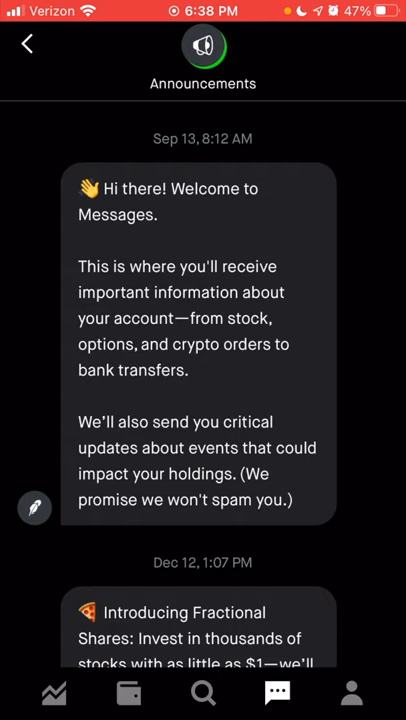 Verizon 6:38 PM 47%
Announcements
Sep 13, 8:12 AM
👋 Hi there! Welcome to
Messages.
This is where you'll receive
important information about
your account—from stock,
options, and crypto orders to
bank transfers.
We'll also send you critical
updates about events that could
impact your holdings. (We
promise we won't spam you.)
Dec 12, 1:07 PM
🍕 Introducing Fractional
Shares: Invest in thousands of
stocks with as little as $1—we'll